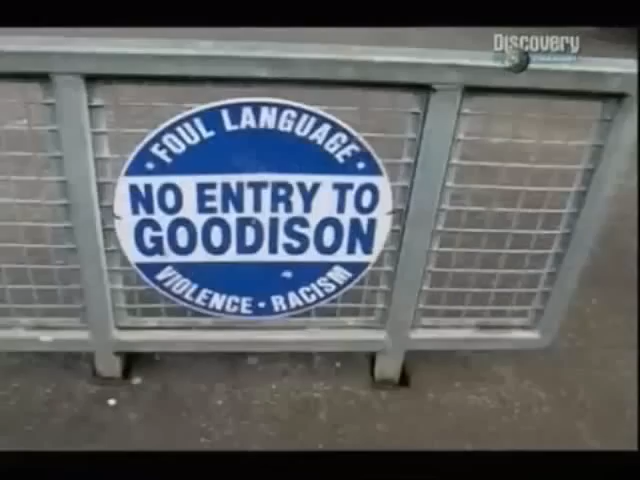 Discovery
· FOUL LANGUAGE ·
NO ENTRY TO
GOODISON
VIOLENCE - RACISM